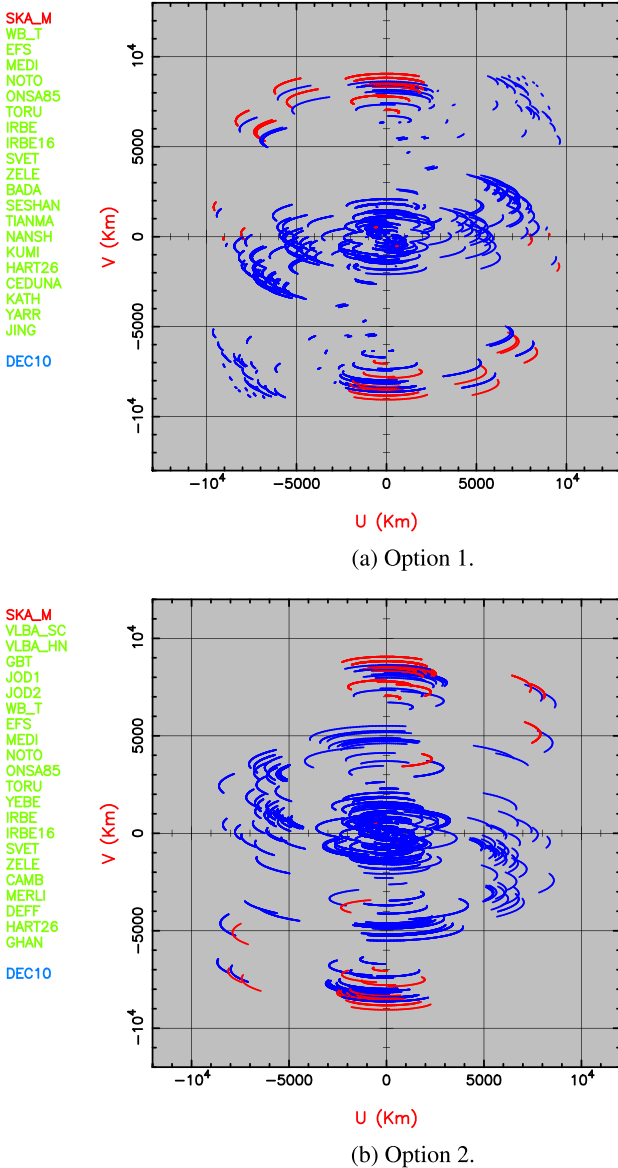 SKA_M
WB_T
EFS
MEDI
NOTO
ONSA85
TORU
IRBE
IRBE16
SVET
ZELE
BADA
SESHAN
TIANMA
NANSH
KUMI
HART26
CEDUNA
KATH
YARR
JING
DEC10
V (Km)
10⁴
5000
0
−5000
−10⁴
−10⁴ −5000 0 5000 10⁴
U (Km)
(a) Option 1.
SKA_M
VLBA_SC
VLBA_HN
GBT
JOD1
JOD2
WB_T
EFS
MEDI
NOTO
ONSA85
TORU
YEBE
IRBE
IRBE16
SVET
ZELE
CAMB
MERLI
DEFF
HART26
GHAN
DEC10
V (Km)
10⁴
5000
0
−5000
−10⁴
−10⁴ −5000 0 5000 10⁴
U (Km)
(b) Option 2.